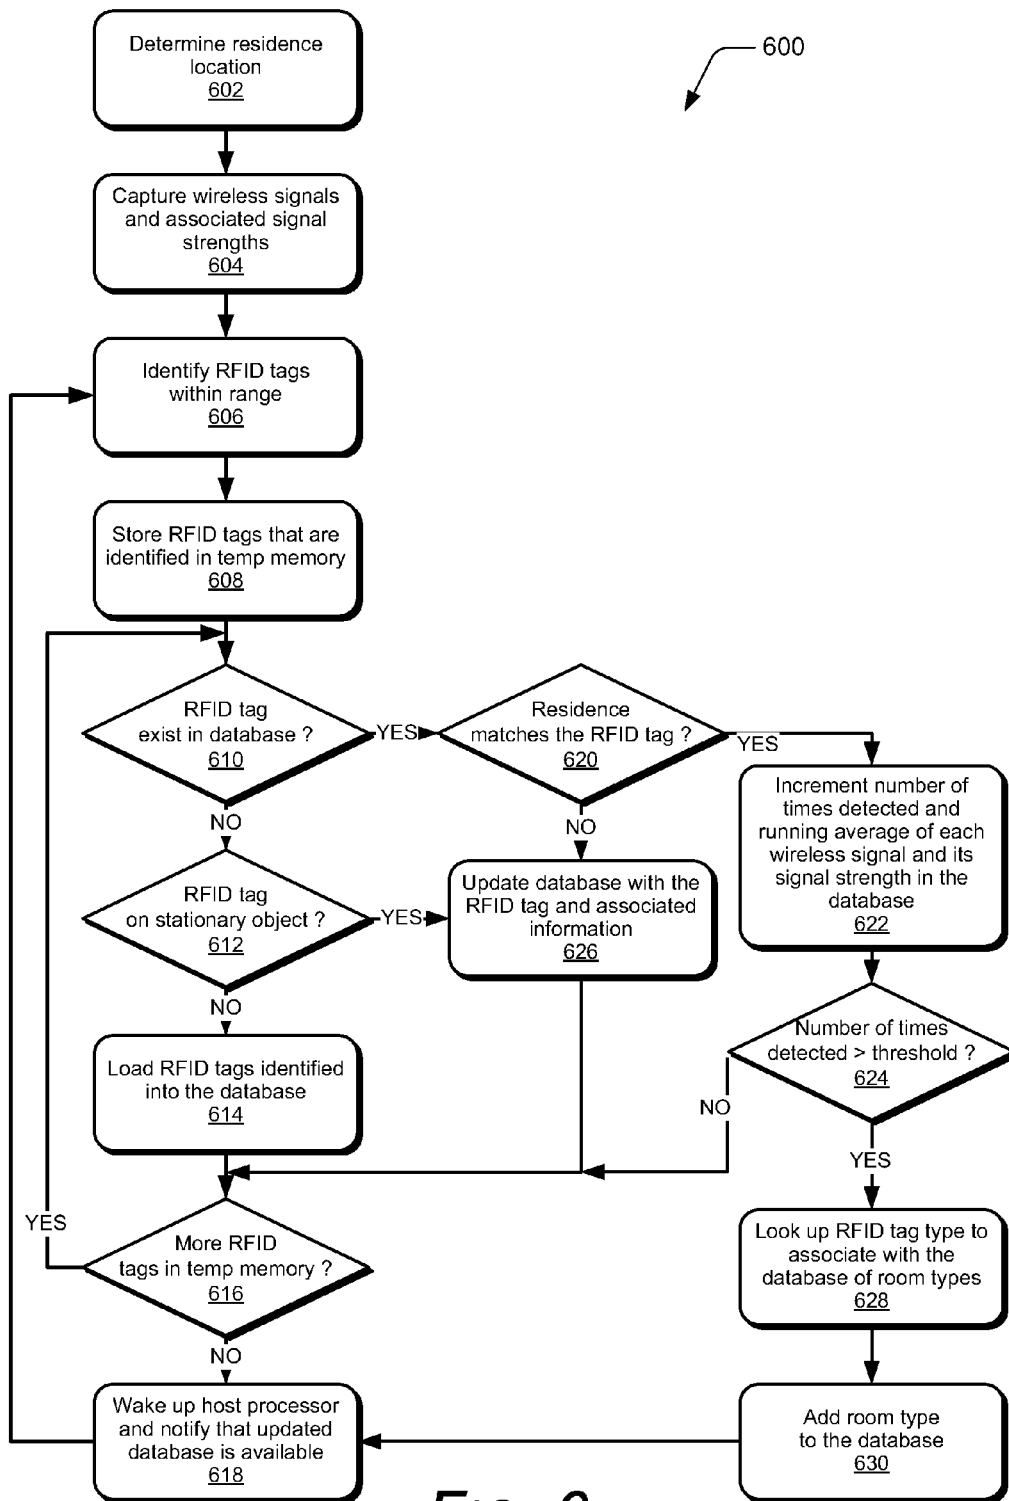 600
Determine residence
location
602
Capture wireless signals
and associated signal
strengths
604
Identify RFID tags
within range
606
Store RFID tags that are
identified in temp memory
608
RFID tag
exist in database ?
610
YES
Residence
matches the RFID tag ?
620
YES
NO
NO
Increment number of
times detected and
running average of each
wireless signal and its
signal strength in the
database
622
RFID tag
on stationary object ?
612
YES
Update database with the
RFID tag and associated
information
626
NO
Number of times
detected > threshold ?
624
Load RFID tags identified
into the database
614
NO
YES
YES
More RFID
tags in temp memory ?
616
Look up RFID tag type to
associate with the
database of room types
628
NO
Wake up host processor
and notify that updated
database is available
618
Add room type
to the database
630